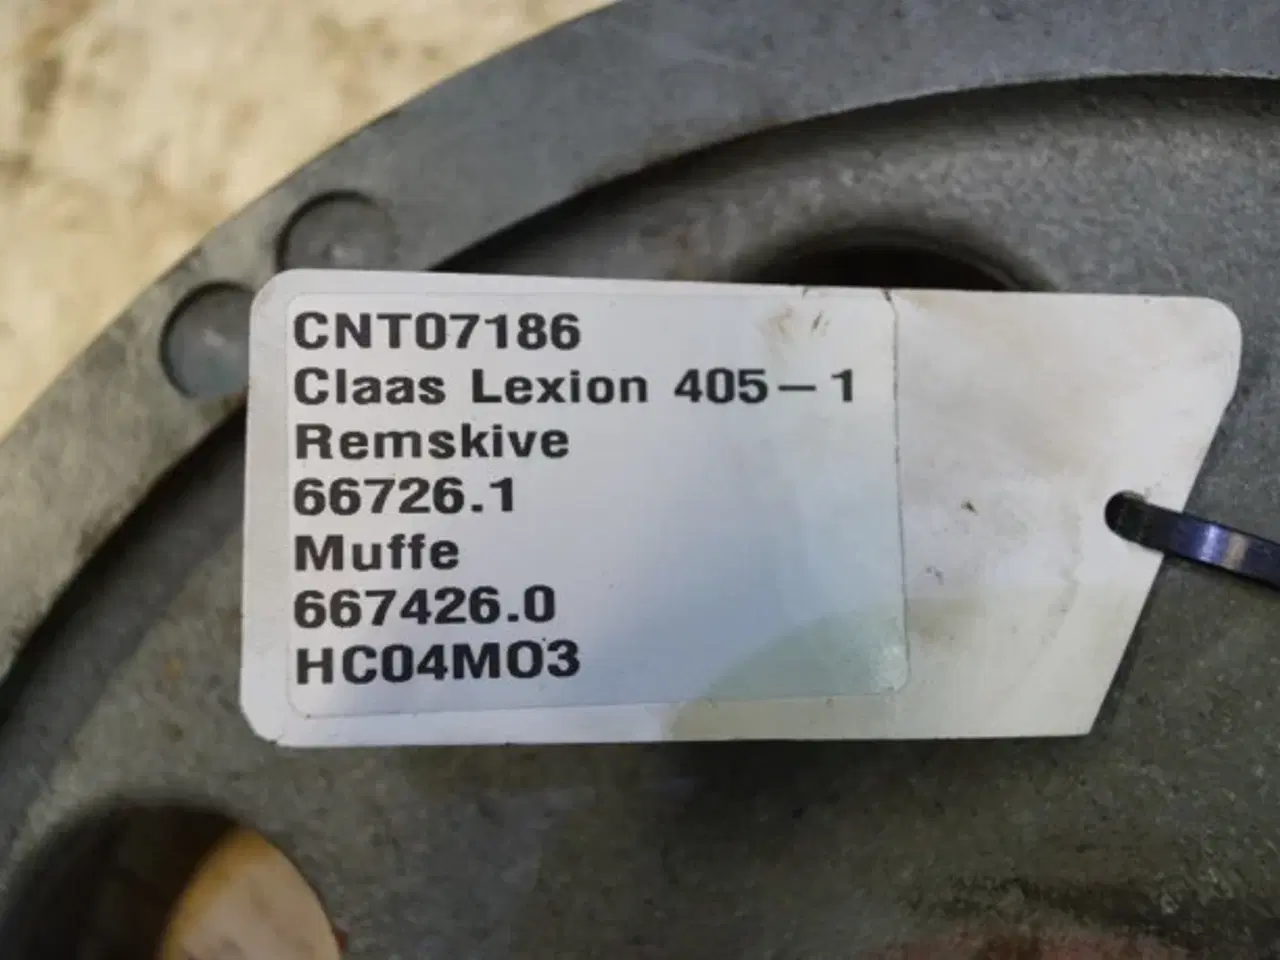 CNT07186
Claas Lexion 405-1
Remskive
66726.1
Muffe
667426.0
HC04M03